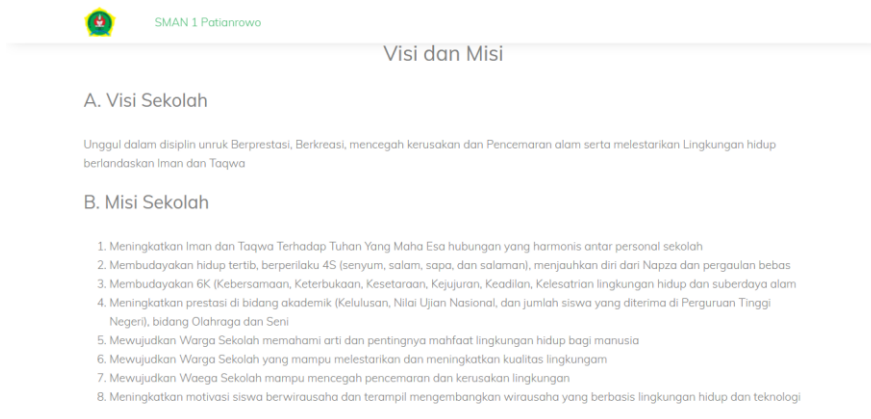 SMAN 1 Patianrowo
Visi dan Misi
A. Visi Sekolah
Unggul dalam disiplin unruk Berprestasi, Berkreasi, mencegah kerusakan dan Pencemaran alam serta melestarikan Lingkungan hidup
berlandaskan Iman dan Taqwa
B. Misi Sekolah
1. Meningkatkan Iman dan Taqwa Terhadap Tuhan Yang Maha Esa hubungan yang harmonis antar personal sekolah
2. Membudayakan hidup tertib, berperilaku 4S (senyum, salam, sapa, dan salaman), menjauhkan diri dari Napza dan pergaulan bebas
3. Membudayakan 6K (Kebersamaan, Keterbukaan, Kesetaraan, Kejujuran, Keadilan, Kelesatrian lingkungan hidup dan suberdaya alam
4. Meningkatkan prestasi di bidang akademik (Kelulusan, Nilai Ujian Nasional, dan jumlah siswa yang diterima di Perguruan Tinggi
Negeri), bidang Olahraga dan Seni
5. Mewujudkan Warga Sekolah memahami arti dan pentingnya mahfaat lingkungan hidup bagi manusia
6. Mewujudkan Warga Sekolah yang mampu melestarikan dan meningkatkan kualitas lingkungam
7. Mewujudkan Waega Sekolah mampu mencegah pencemaran dan kerusakan lingkungan
8. Meningkatkan motivasi siswa berwirausaha dan terampil mengembangkan wirausaha yang berbasis lingkungan hidup dan teknologi